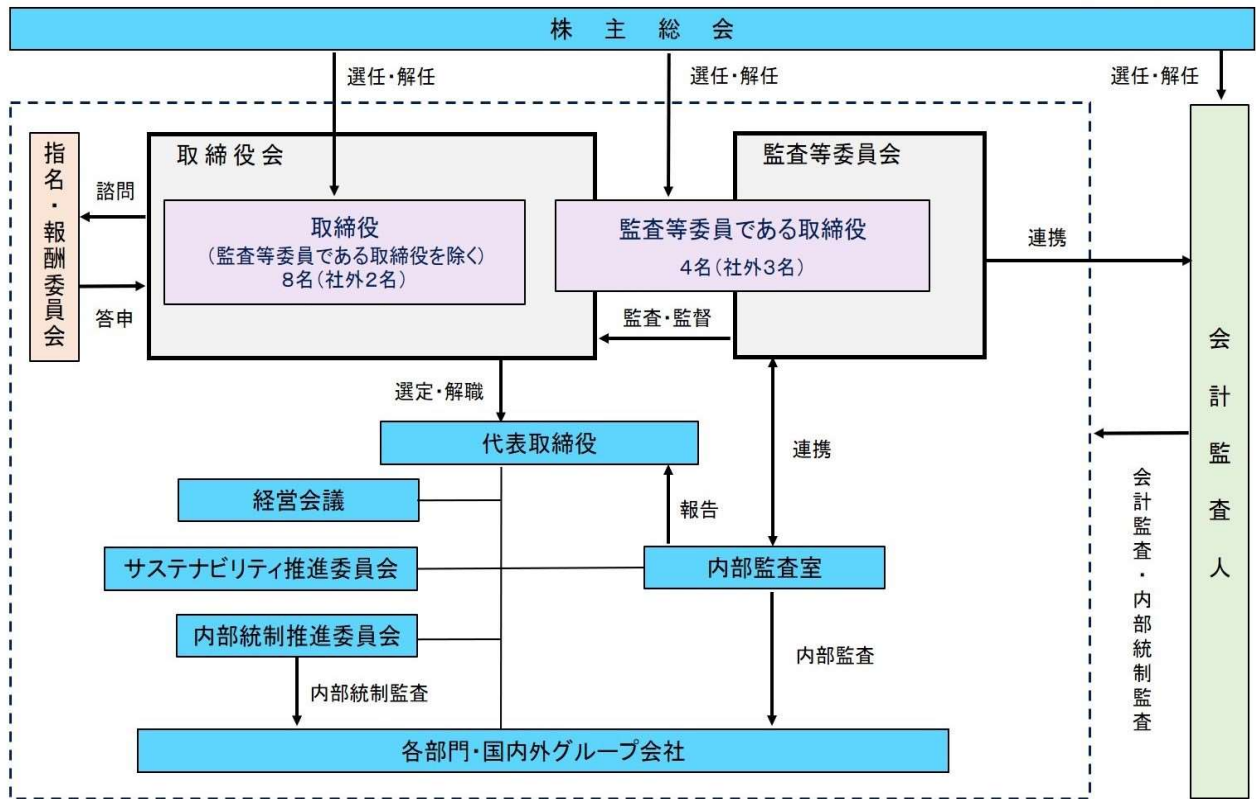 株主総会
選任・解任
選任・解任
選任・解任
指名・報酬委員会
諮問
答申
取締役会
取締役
(監査等委員である取締役を除く)
8名(社外2名)
監査等委員会
監査等委員である取締役
4名(社外3名)
監査・監督
連携
会計監査人
会計監査・内部統制監査
選定・解職
代表取締役
経営会議
報告
連携
サステナビリティ推進委員会
内部監査室
内部統制推進委員会
内部統制監査
内部監査
各部門・国内外グループ会社